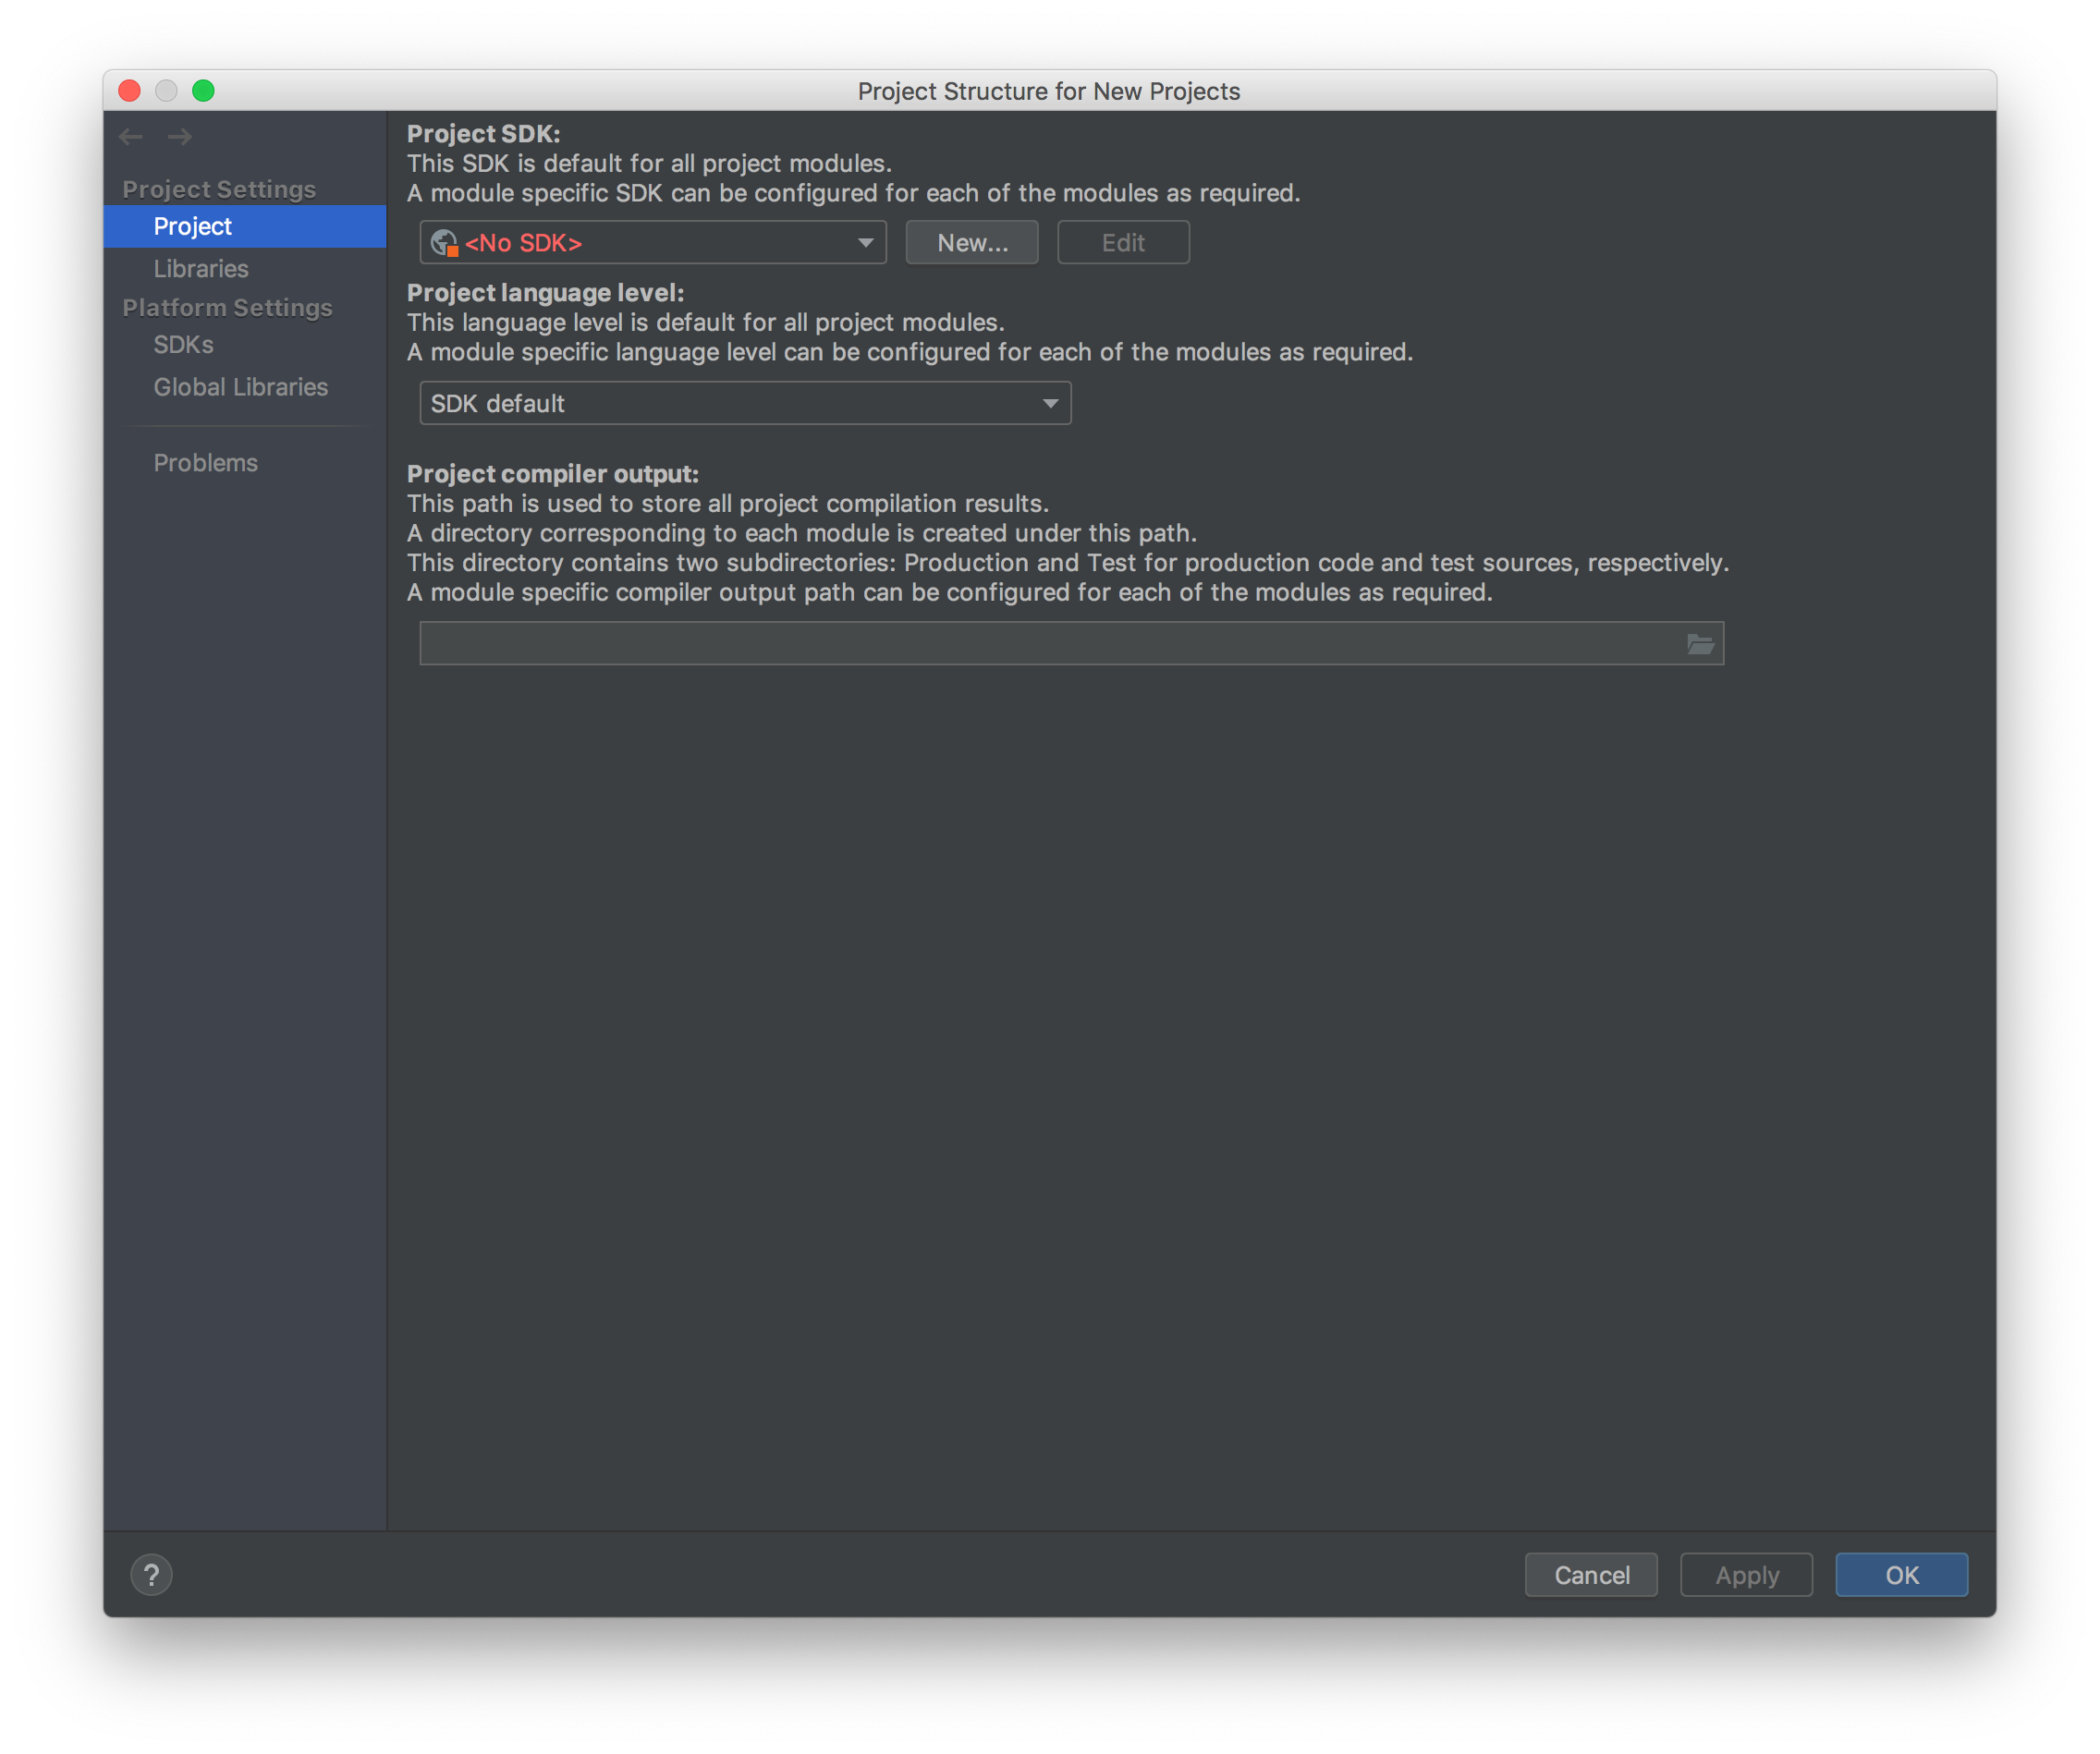 Project Structure for New Projects
Project Settings
Project
Libraries
Platform Settings
SDKs
Global Libraries
Problems
Project SDK:
This SDK is default for all project modules.
A module specific SDK can be configured for each of the modules as required.
<No SDK>
New...
Edit
Project language level:
This language level is default for all project modules.
A module specific language level can be configured for each of the modules as required.
SDK default
Project compiler output:
This path is used to store all project compilation results.
A directory corresponding to each module is created under this path.
This directory contains two subdirectories: Production and Test for production code and test sources, respectively.
A module specific compiler output path can be configured for each of the modules as required.
?
Cancel
Apply
OK